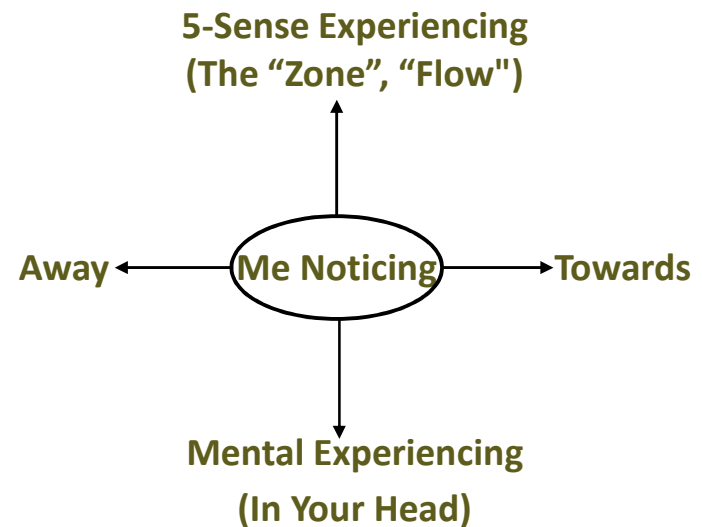 5-Sense Experiencing
(The “Zone”, “Flow")
Away
Me Noticing
Towards
Mental Experiencing
(In Your Head)